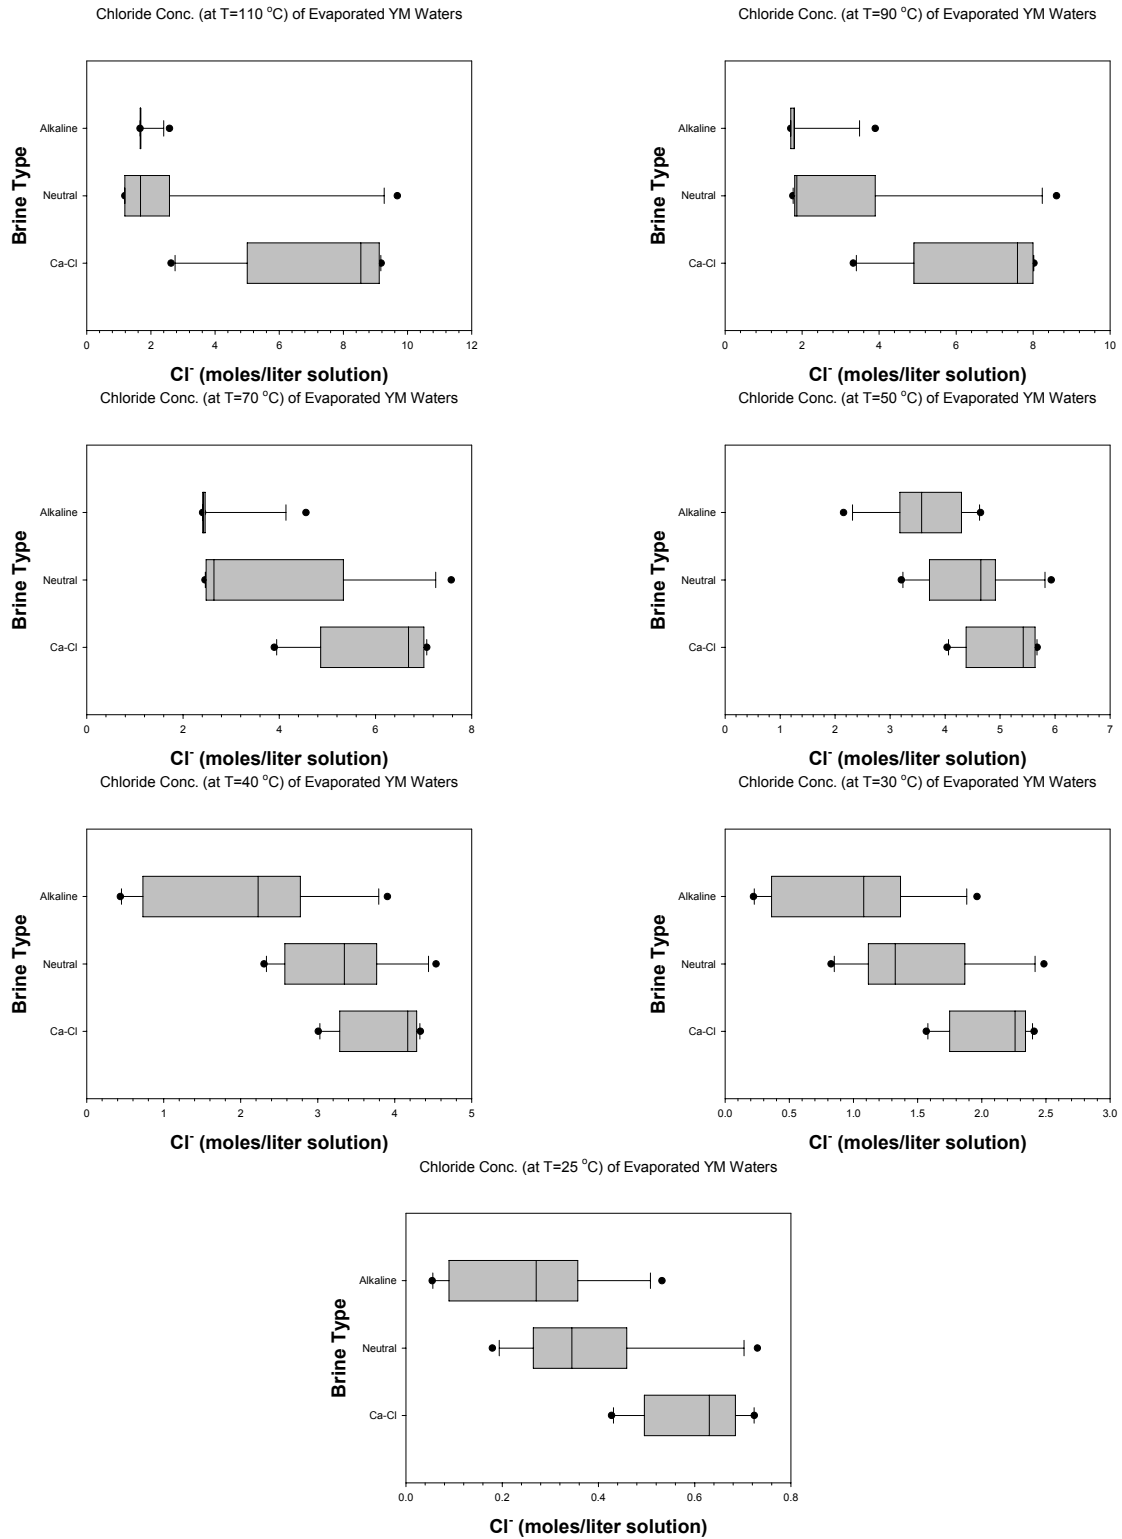 Chloride Conc. (at T=110 °C) of Evaporated YM Waters
Brine Type
Alkaline
Neutral
Ca-Cl
0 2 4 6 8 10 12
Cl⁻ (moles/liter solution)
Chloride Conc. (at T=90 °C) of Evaporated YM Waters
Brine Type
Alkaline
Neutral
Ca-Cl
0 2 4 6 8 10
Cl⁻ (moles/liter solution)
Chloride Conc. (at T=70 °C) of Evaporated YM Waters
Brine Type
Alkaline
Neutral
Ca-Cl
0 2 4 6 8
Cl⁻ (moles/liter solution)
Chloride Conc. (at T=50 °C) of Evaporated YM Waters
Brine Type
Alkaline
Neutral
Ca-Cl
0 1 2 3 4 5 6 7
Cl⁻ (moles/liter solution)
Chloride Conc. (at T=40 °C) of Evaporated YM Waters
Brine Type
Alkaline
Neutral
Ca-Cl
0 1 2 3 4 5
Cl⁻ (moles/liter solution)
Chloride Conc. (at T=30 °C) of Evaporated YM Waters
Brine Type
Alkaline
Neutral
Ca-Cl
0.0 0.5 1.0 1.5 2.0 2.5 3.0
Cl⁻ (moles/liter solution)
Chloride Conc. (at T=25 °C) of Evaporated YM Waters
Brine Type
Alkaline
Neutral
Ca-Cl
0.0 0.2 0.4 0.6 0.8
Cl⁻ (moles/liter solution)